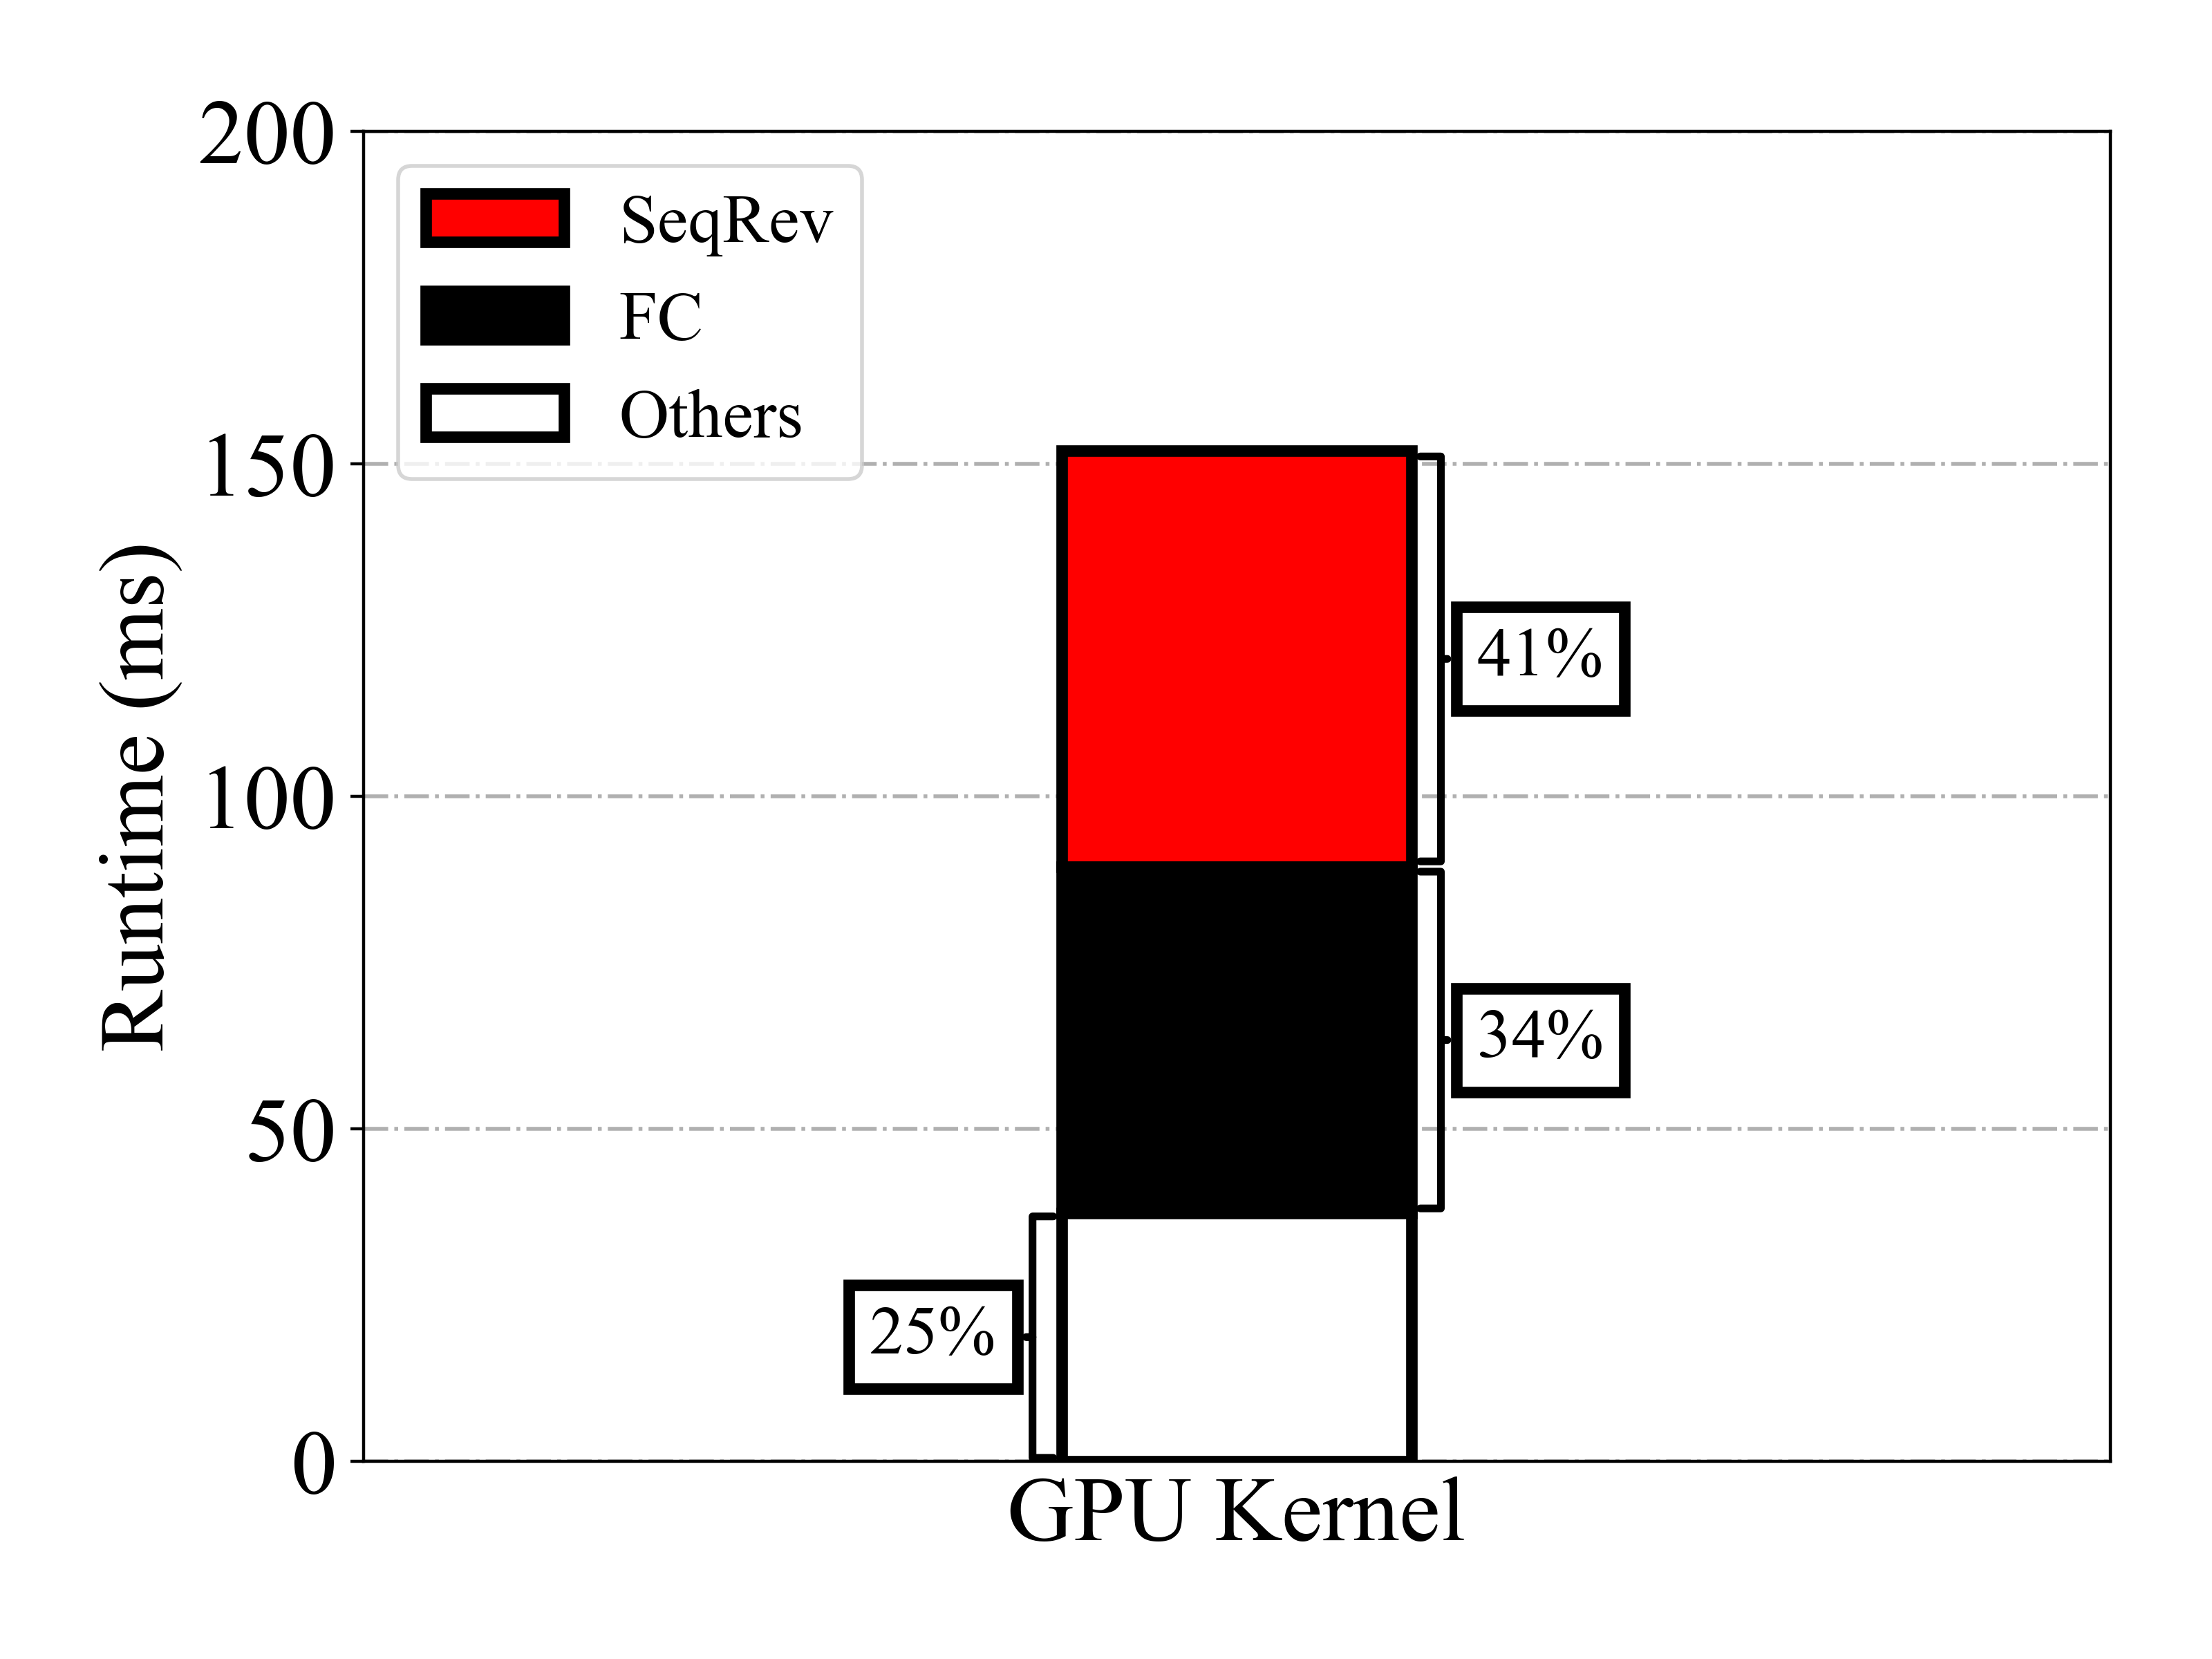 200
150
100
50
0
Runtime (ms)
SeqRev
FC
Others
41%
34%
25%
GPU Kernel